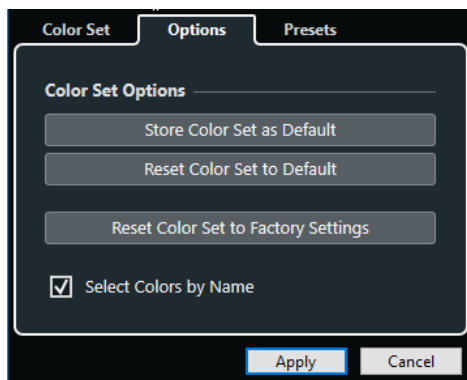 Color Set Options Presets
Color Set Options
Store Color Set as Default
Reset Color Set to Default
Reset Color Set to Factory Settings
Select Colors by Name
Apply Cancel